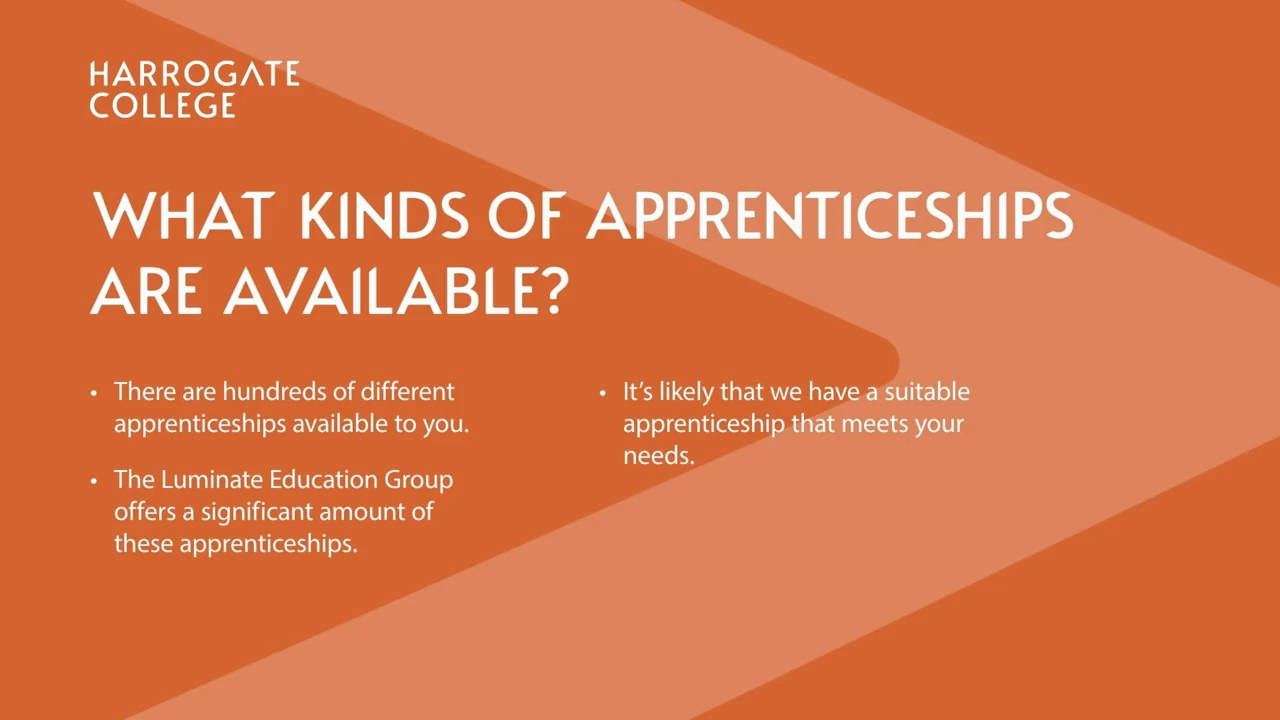 HARROGATE
COLLEGE
WHAT KINDS OF APPRENTICESHIPS
ARE AVAILABLE?
• There are hundreds of different
apprenticeships available to you.
• The Luminate Education Group
offers a significant amount of
these apprenticeships.
• It’s likely that we have a suitable
apprenticeship that meets your
needs.